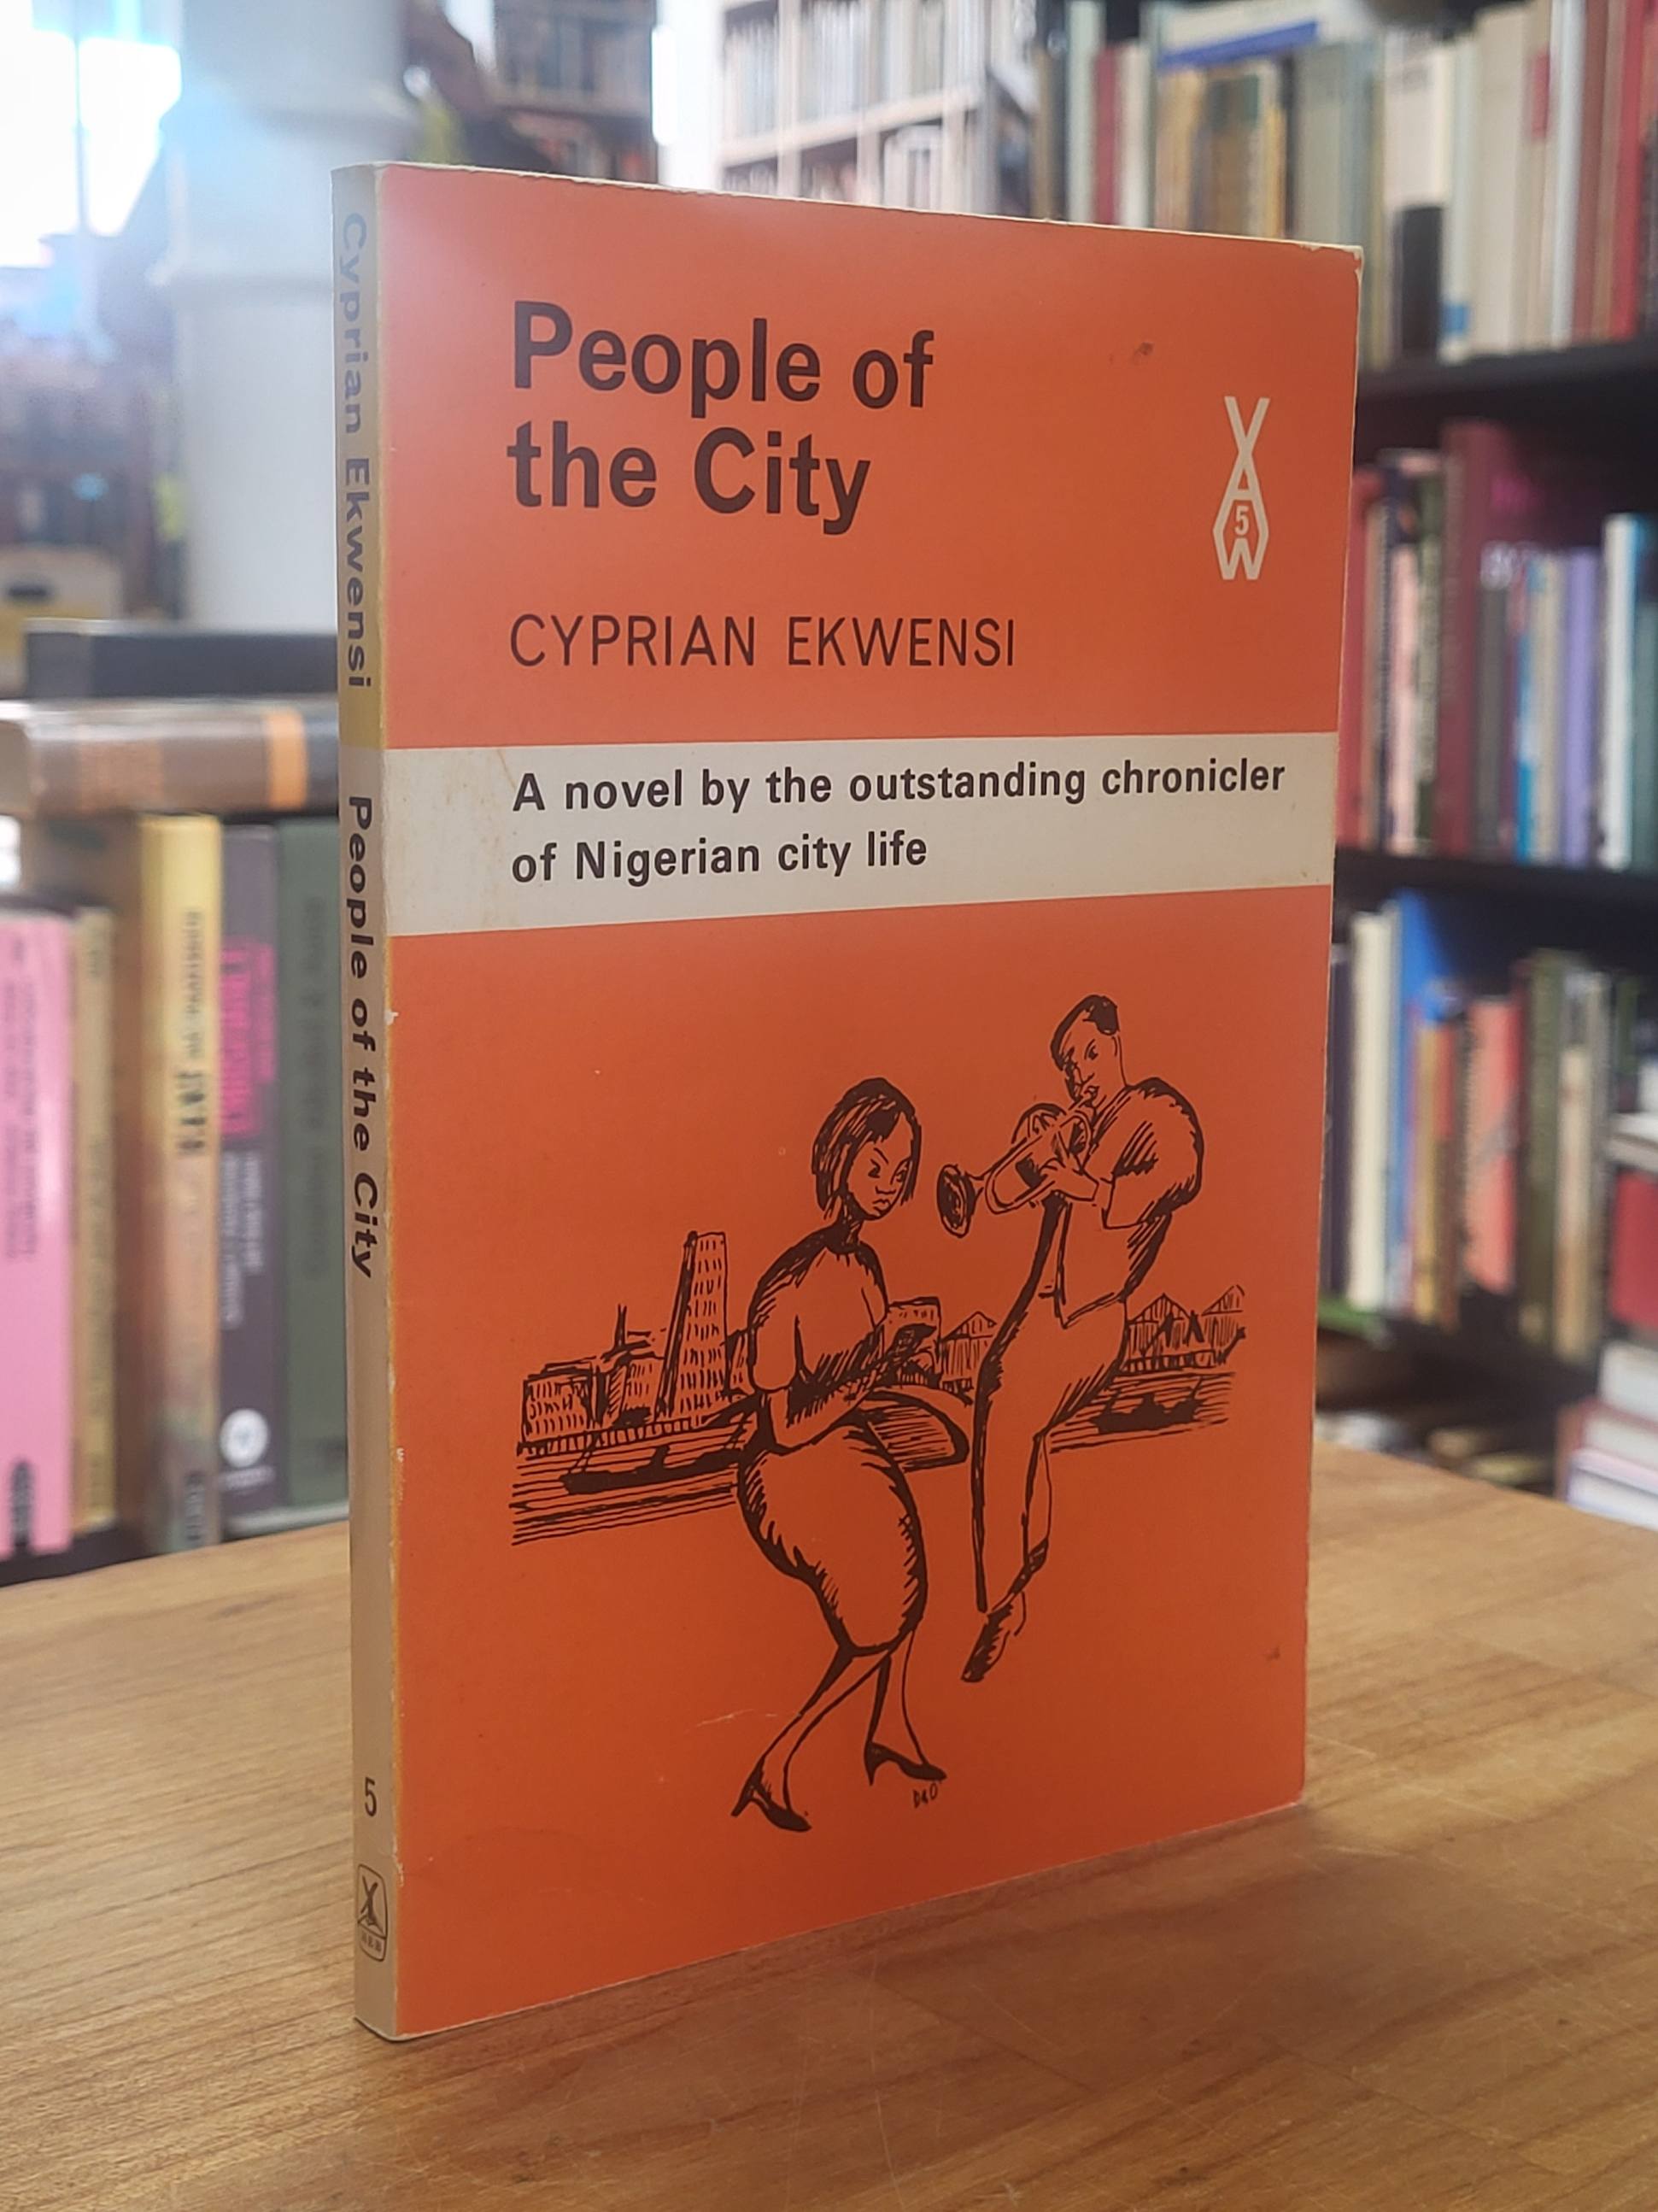 People of
the City
CYPRIAN EKWENSI
A novel by the outstanding chronicler
of Nigerian city life
A
5
W
Cyprian Ekwensi People of the City
5